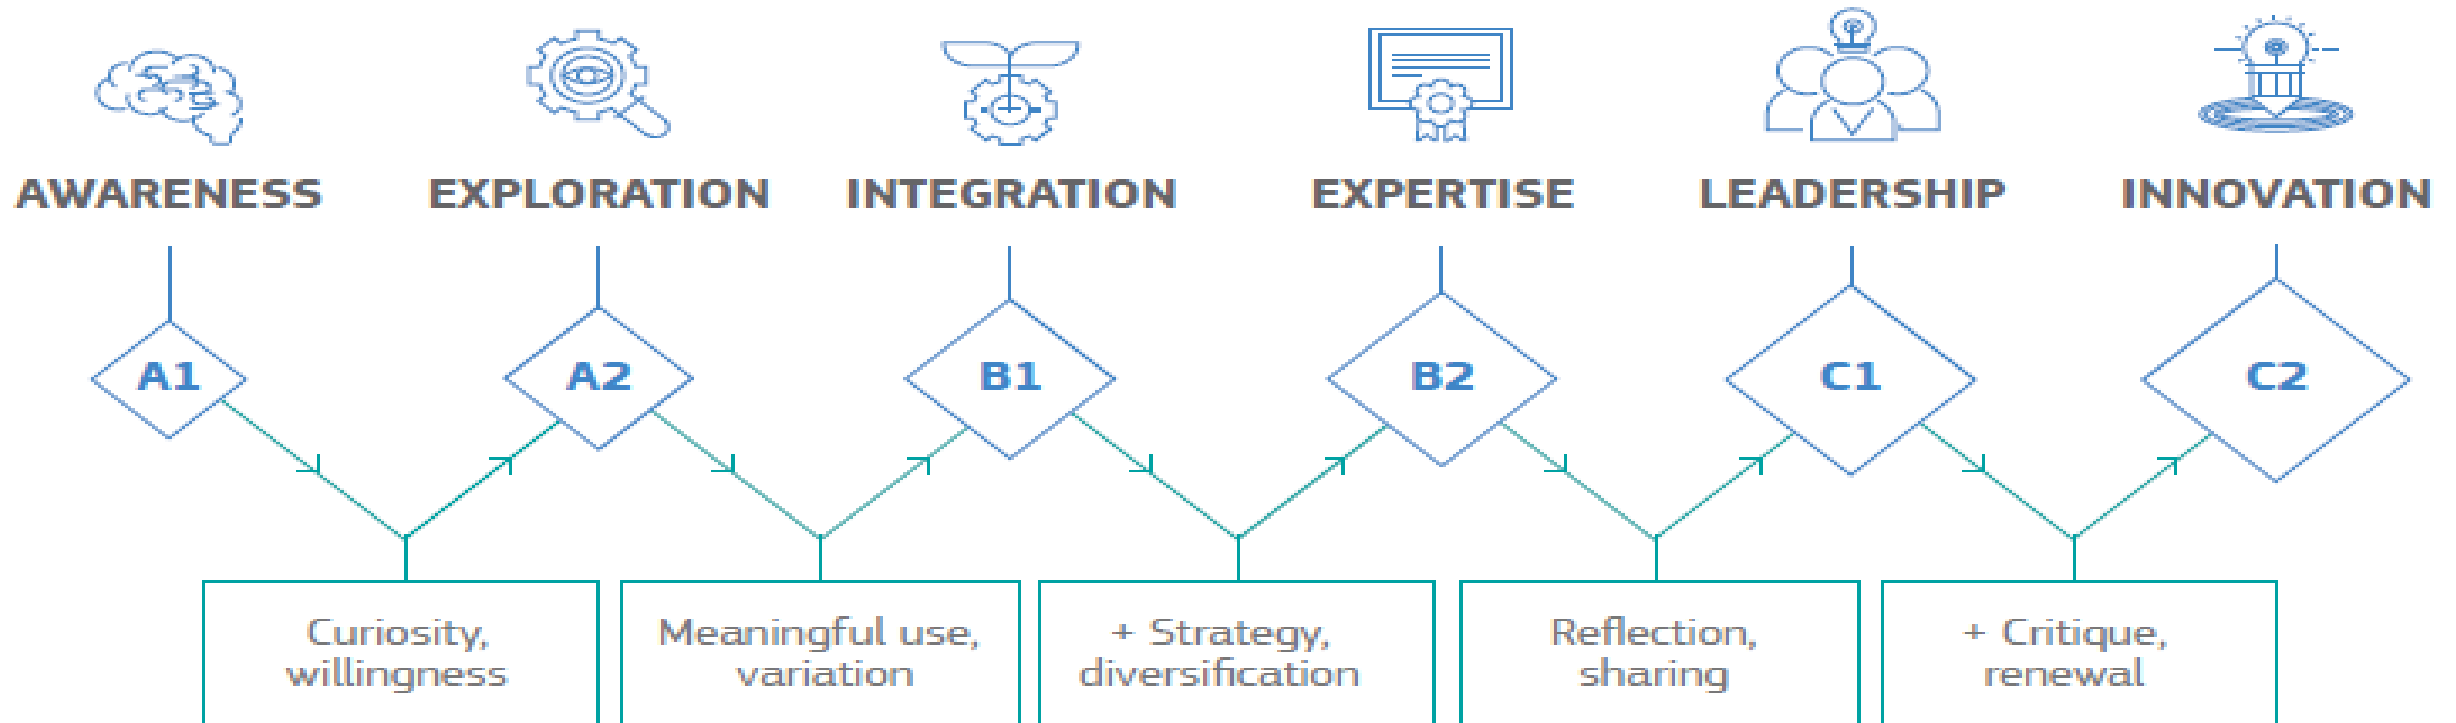 AWARENESS
EXPLORATION
INTEGRATION
EXPERTISE
LEADERSHIP
INNOVATION
A1
A2
B1
B2
C1
C2
Curiosity,
willingness
Meaningful use,
variation
+ Strategy,
diversification
Reflection,
sharing
+ Critique,
renewal